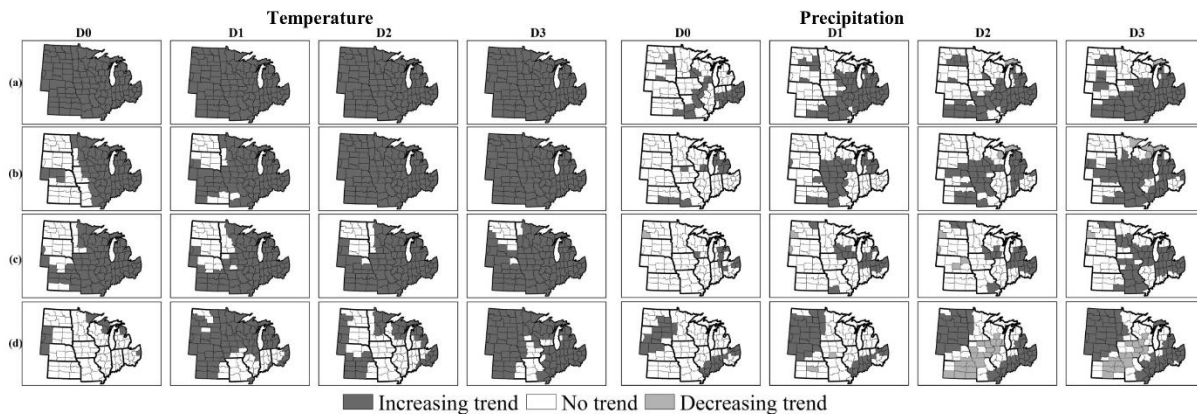 Temperature Precipitation
D0 D1 D2 D3 D0 D1 D2 D3
(a)
(b)
(c)
(d)
Increasing trend No trend Decreasing trend